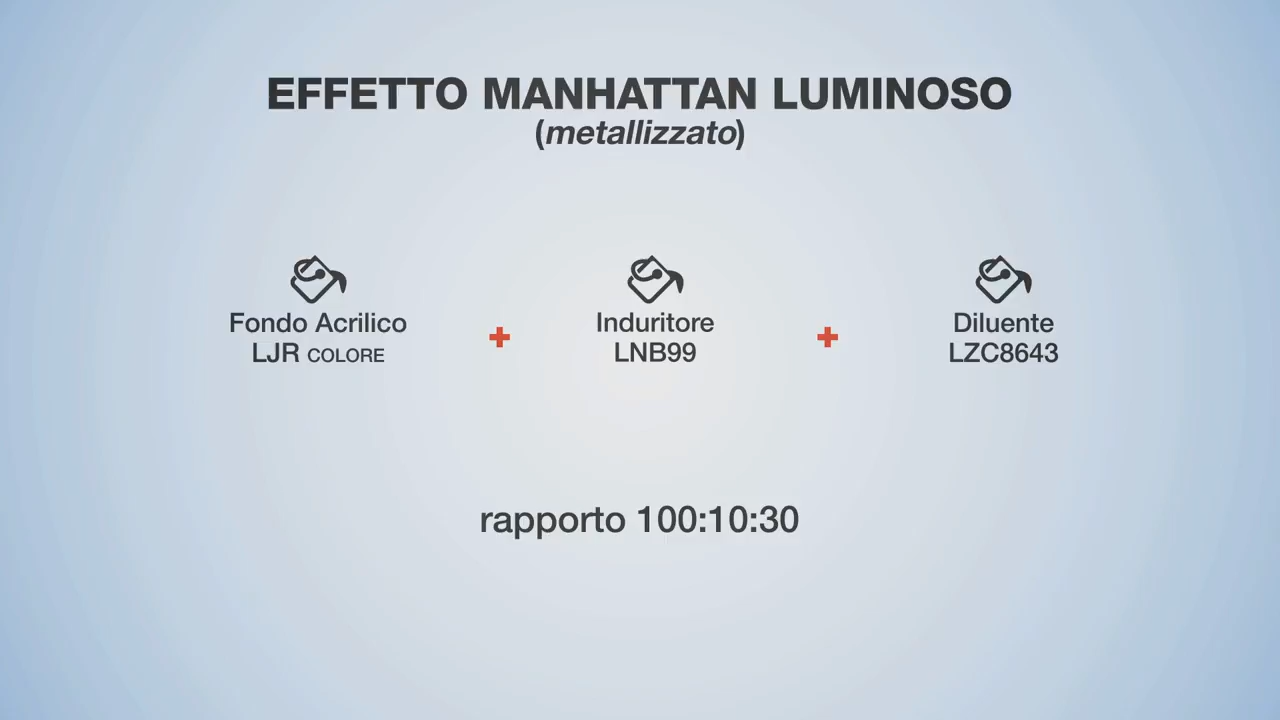 EFFETTO MANHATTAN LUMINOSO
(metallizzato)
Fondo Acrilico
LJR COLORE
+
Induritore
LNB99
+
Diluente
LZC8643
rapporto 100:10:30